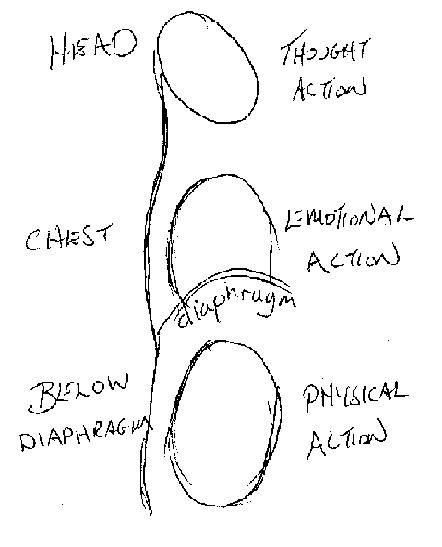 HEAD
THOUGHT
ACTION
CHEST
EMOTIONAL
ACTION
diaphragm
BELOW
DIAPHRAGM
PHYSICAL
ACTION